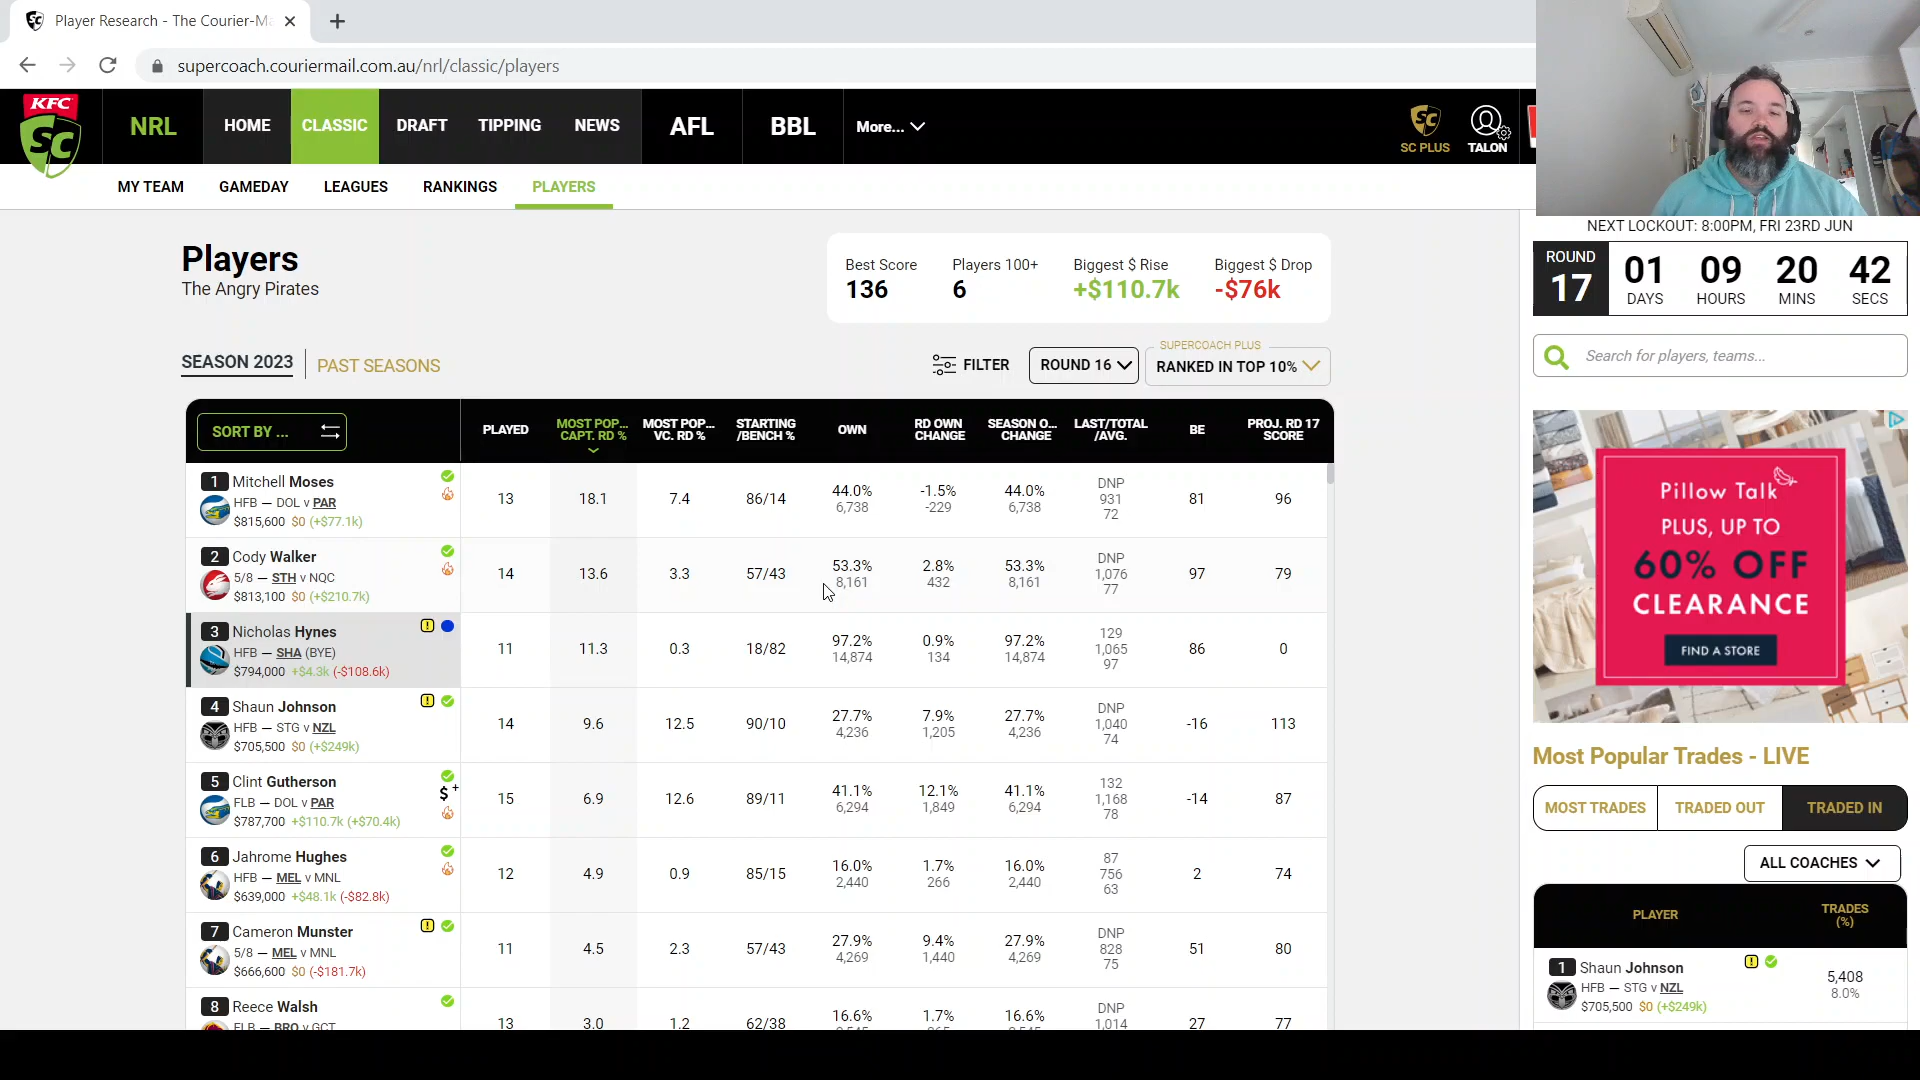 Player Research - The Courier-Ma
supercoach.couriermail.com.au/nrl/classic/players
KFC
SC
NRL
HOME
CLASSIC
DRAFT
TIPPING
NEWS
AFL
BBL
More...
SC
SC PLUS
TALON
MY TEAM
GAMEDAY
LEAGUES
RANKINGS
PLAYERS
Players
The Angry Pirates
Best Score
136
Players 100+
6
Biggest $ Rise
+$110.7k
Biggest $ Drop
-$76k
SEASON 2023
PAST SEASONS
FILTER
ROUND 16
SUPERCOACH PLUS
RANKED IN TOP 10%
SORT BY ...
PLAYED
MOST POP... CAPT. RD %
MOST POP... VC. RD %
STARTING /BENCH %
OWN
RD OWN CHANGE
SEASON O... CHANGE
LAST/TOTAL /AVG.
BE
PROJ. RD 17 SCORE
1 Mitchell Moses
HFB — DOL v PAR
$815,600 $0 (+$77.1k)
13 18.1 7.4 86/14 44.0% 6,738 -1.5% -229 44.0% 6,738 DNP 931 72 81 96
2 Cody Walker
5/8 — STH v NQC
$813,100 $0 (+$210.7k)
14 13.6 3.3 57/43 53.3% 8,161 2.8% 432 53.3% 8,161 DNP 1,076 77 97 79
3 Nicholas Hynes
HFB — SHA (BYE)
$794,000 +$4.3k (-$108.6k)
11 11.3 0.3 18/82 97.2% 14,874 0.9% 134 97.2% 14,874 129 1,065 97 86 0
4 Shaun Johnson
HFB — STG v NZL
$705,500 $0 (+$249k)
14 9.6 12.5 90/10 27.7% 4,236 7.9% 1,205 27.7% 4,236 DNP 1,040 74 -16 113
5 Clint Gutherson
FLB — DOL v PAR
$787,700 +$110.7k (+$70.4k)
$+
15 6.9 12.6 89/11 41.1% 6,294 12.1% 1,849 41.1% 6,294 132 1,168 78 -14 87
6 Jahrome Hughes
HFB — MEL v MNL
$639,000 +$48.1k (-$82.8k)
12 4.9 0.9 85/15 16.0% 2,440 1.7% 266 16.0% 2,440 87 756 63 2 74
7 Cameron Munster
5/8 — MEL v MNL
$666,600 $0 (-$181.7k)
11 4.5 2.3 57/43 27.9% 4,269 9.4% 1,440 27.9% 4,269 DNP 828 75 51 80
8 Reece Walsh
FLB — BRO v GCT
13 3.0 1.2 62/38 16.6% 1.7% 16.6% DNP 1,014 27 77
NEXT LOCKOUT: 8:00PM, FRI 23RD JUN
ROUND 17
01 DAYS
09 HOURS
20 MINS
42 SECS
Search for players, teams...
Pillow Talk
PLUS, UP TO
60% OFF
CLEARANCE
FIND A STORE
Most Popular Trades - LIVE
MOST TRADES
TRADED OUT
TRADED IN
ALL COACHES
PLAYER
TRADES (%)
1 Shaun Johnson
HFB — STG v NZL
$705,500 $0 (+$249k)
5,408
8.0%